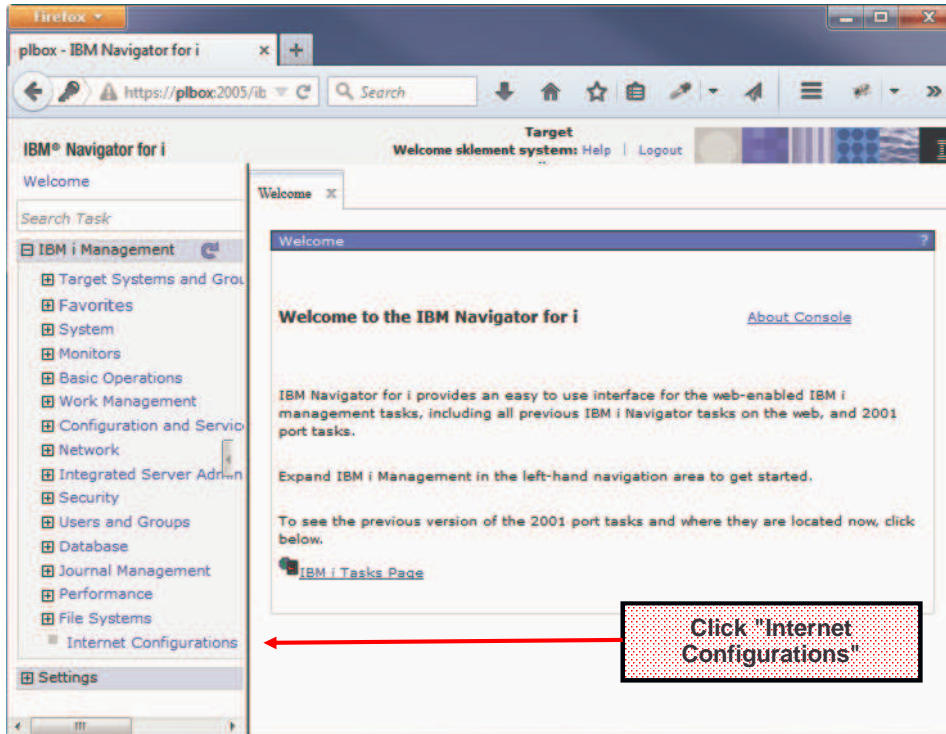 Firefox
plbox - IBM Navigator for i
https://plbox:2005/ib
Search
IBM® Navigator for i
Target
Welcome sklement system: Help | Logout
Welcome
Search Task
IBM i Management
Target Systems and Grou
Favorites
System
Monitors
Basic Operations
Work Management
Configuration and Servic
Network
Integrated Server Admin
Security
Users and Groups
Database
Journal Management
Performance
File Systems
Internet Configurations
Settings
Welcome
Welcome ?
Welcome to the IBM Navigator for i
About Console
IBM Navigator for i provides an easy to use interface for the web-enabled IBM i
management tasks, including all previous IBM i Navigator tasks on the web, and 2001
port tasks.
Expand IBM i Management in the left-hand navigation area to get started.
To see the previous version of the 2001 port tasks and where they are located now, click
below.
IBM i Tasks Page
Click "Internet
Configurations"